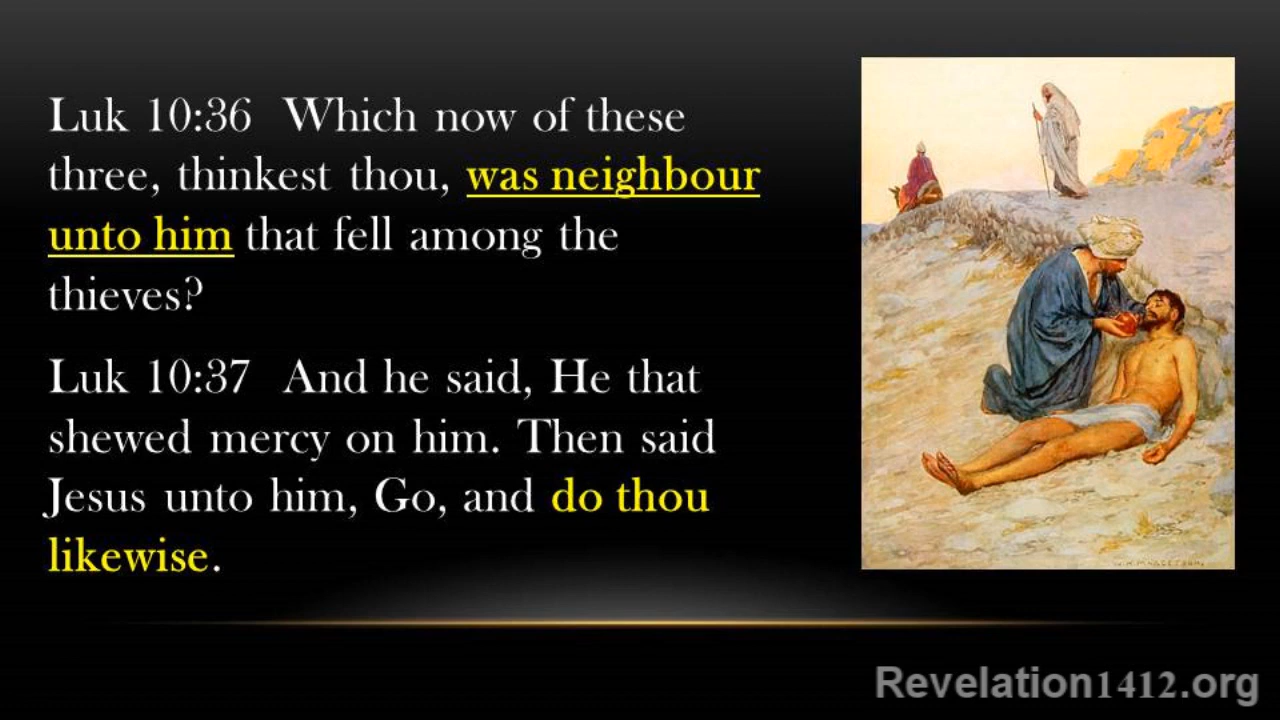 Luk 10:36  Which now of these
three, thinkest thou, was neighbour
unto him that fell among the
thieves?
Luk 10:37  And he said, He that
shewed mercy on him. Then said
Jesus unto him, Go, and do thou
likewise.
Revelation1412.org